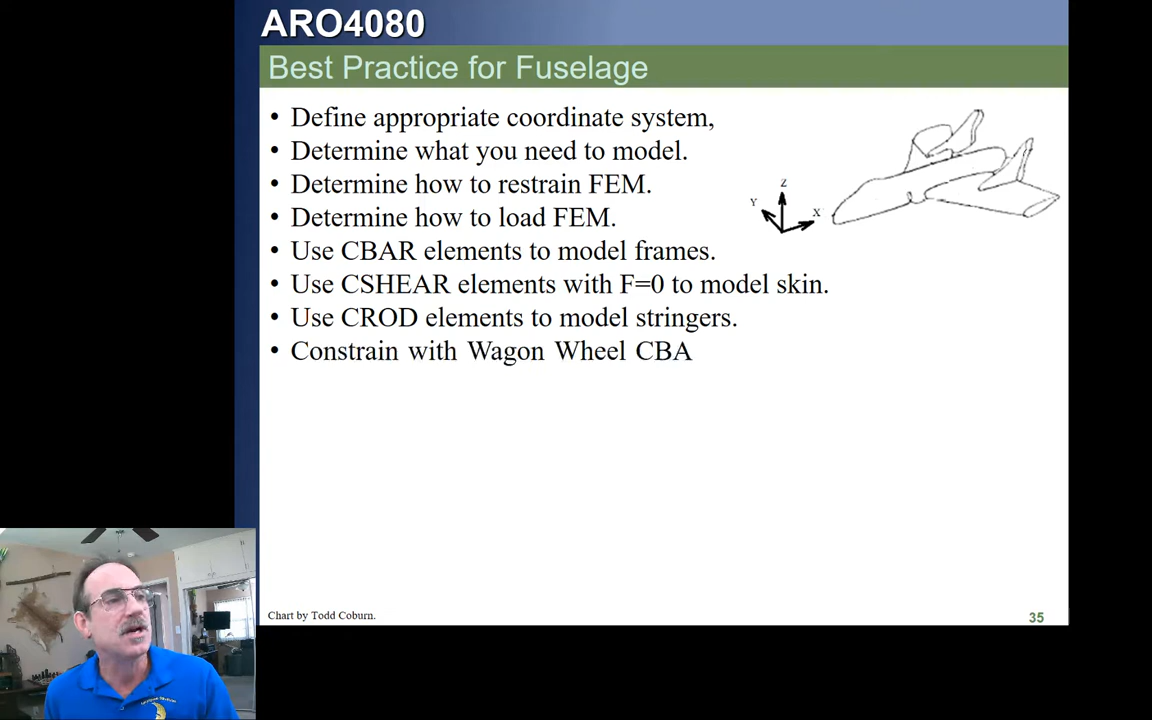 ARO4080
Best Practice for Fuselage
• Define appropriate coordinate system,
• Determine what you need to model.
• Determine how to restrain FEM.
• Determine how to load FEM.
• Use CBAR elements to model frames.
• Use CSHEAR elements with F=0 to model skin.
• Use CROD elements to model stringers.
• Constrain with Wagon Wheel CBA
Z
Y
X
Chart by Todd Coburn.
35